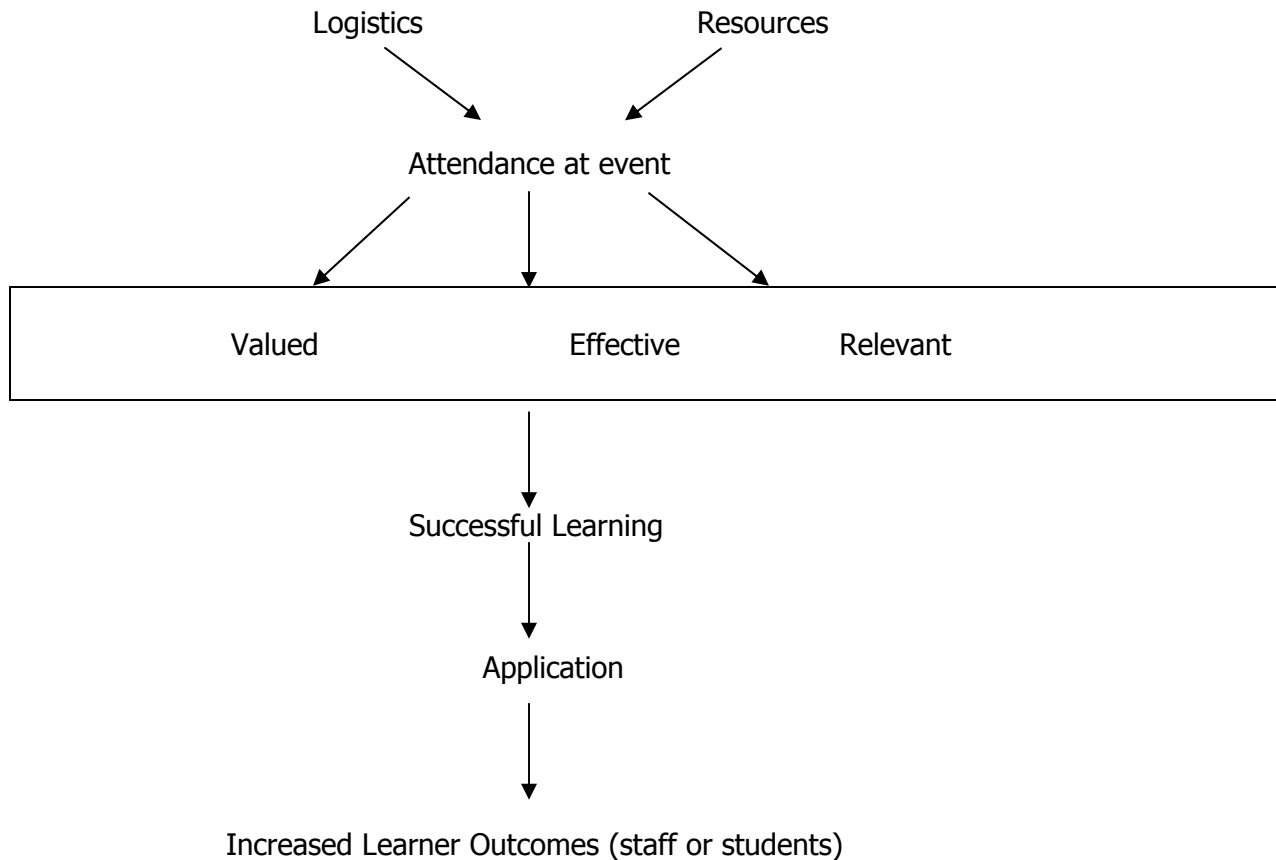 Logistics Resources
Attendance at event
Valued Effective Relevant
Successful Learning
Application
Increased Learner Outcomes (staff or students)